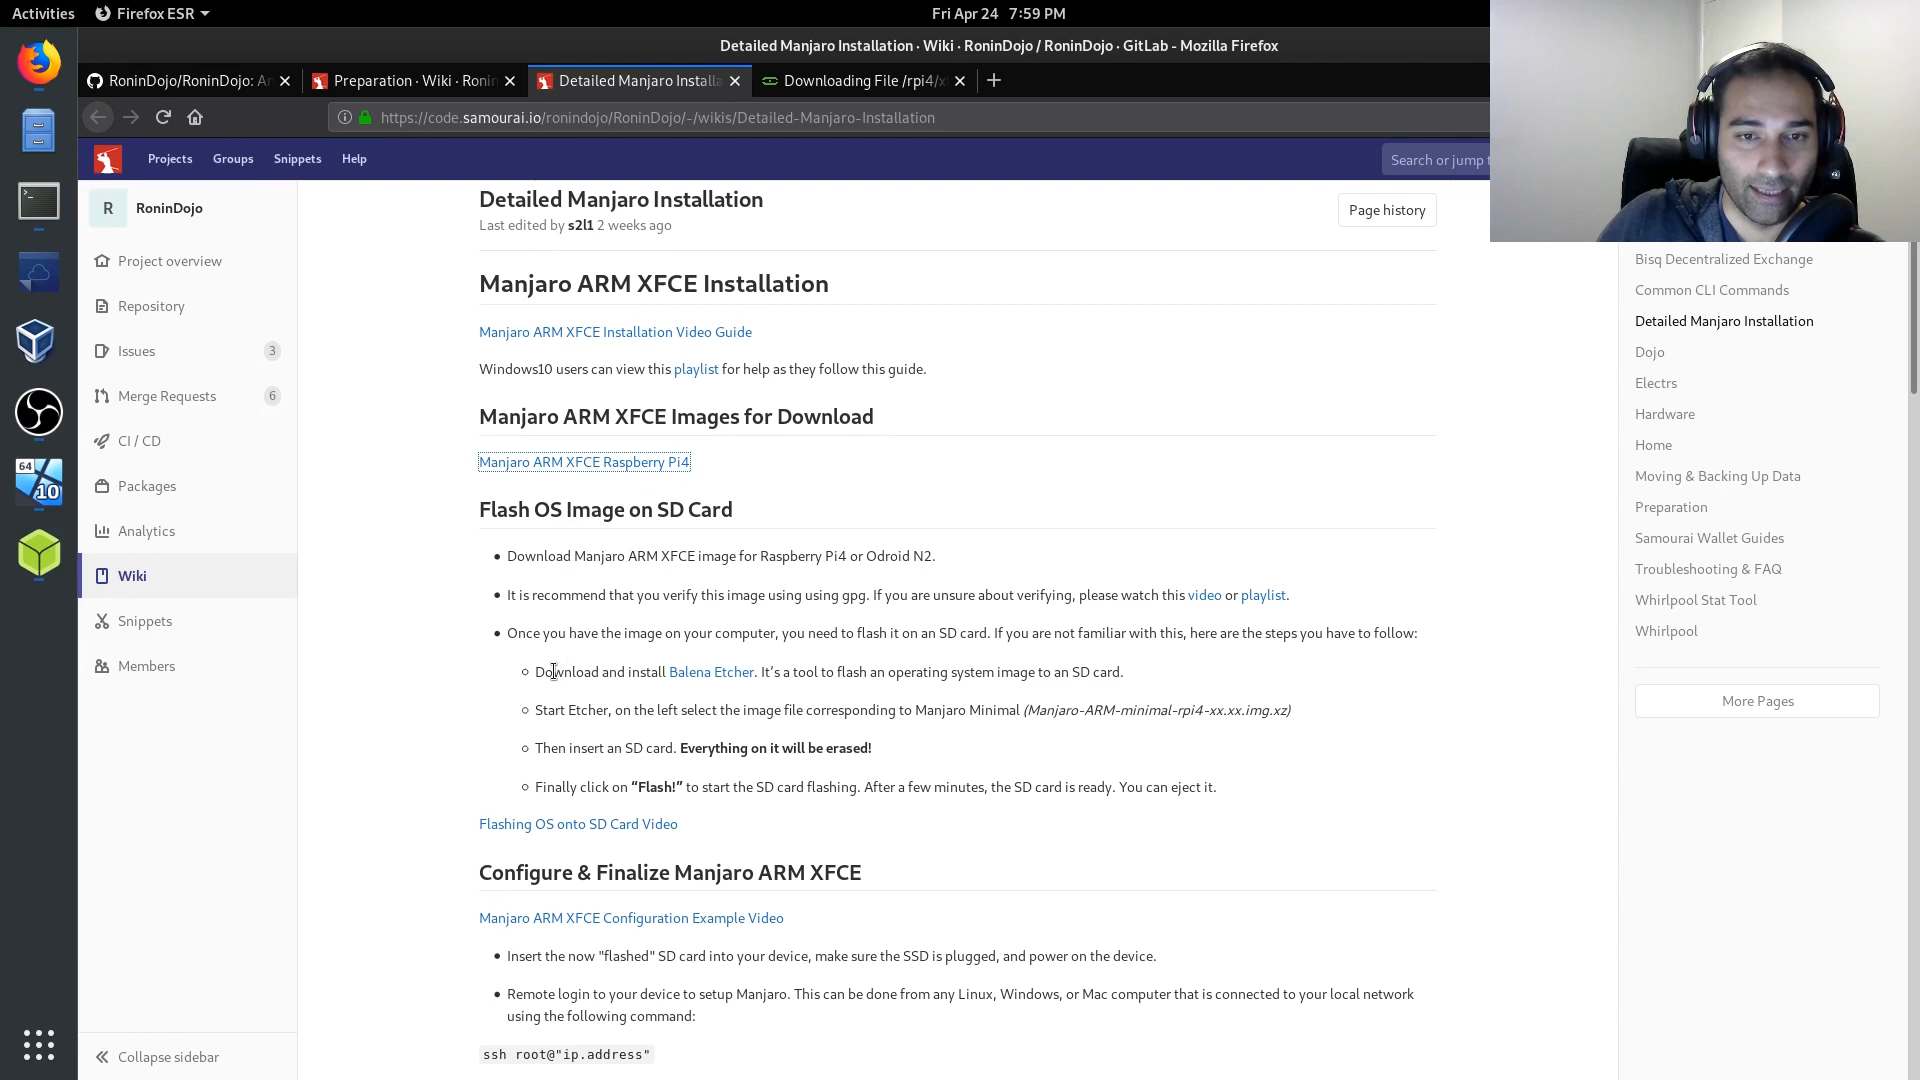 Activities
Firefox ESR
Fri Apr 24 7:59 PM
Detailed Manjaro Installation · Wiki · RoninDojo / RoninDojo · GitLab - Mozilla Firefox
RoninDojo/RoninDojo: Ar
Preparation · Wiki · Ronin
Detailed Manjaro Installa
Downloading File /rpi4/x
https://code.samourai.io/ronindojo/RoninDojo/-/wikis/Detailed-Manjaro-Installation
Projects
Groups
Snippets
Help
Search or jump t
64
10
R
RoninDojo
Project overview
Repository
Issues
3
Merge Requests
6
CI / CD
Packages
Analytics
Wiki
Snippets
Members
Collapse sidebar
Detailed Manjaro Installation
Last edited by s2l1 2 weeks ago
Page history
Manjaro ARM XFCE Installation
Manjaro ARM XFCE Installation Video Guide
Windows10 users can view this playlist for help as they follow this guide.
Manjaro ARM XFCE Images for Download
Manjaro ARM XFCE Raspberry Pi4
Flash OS Image on SD Card
• Download Manjaro ARM XFCE image for Raspberry Pi4 or Odroid N2.
• It is recommend that you verify this image using using gpg. If you are unsure about verifying, please watch this video or playlist.
• Once you have the image on your computer, you need to flash it on an SD card. If you are not familiar with this, here are the steps you have to follow:
○ Download and install Balena Etcher. It’s a tool to flash an operating system image to an SD card.
○ Start Etcher, on the left select the image file corresponding to Manjaro Minimal (Manjaro-ARM-minimal-rpi4-xx.xx.img.xz)
○ Then insert an SD card. Everything on it will be erased!
○ Finally click on “Flash!” to start the SD card flashing. After a few minutes, the SD card is ready. You can eject it.
Flashing OS onto SD Card Video
Configure & Finalize Manjaro ARM XFCE
Manjaro ARM XFCE Configuration Example Video
• Insert the now "flashed" SD card into your device, make sure the SSD is plugged, and power on the device.
• Remote login to your device to setup Manjaro. This can be done from any Linux, Windows, or Mac computer that is connected to your local network
using the following command:
ssh root@"ip.address"
Bisq Decentralized Exchange
Common CLI Commands
Detailed Manjaro Installation
Dojo
Electrs
Hardware
Home
Moving & Backing Up Data
Preparation
Samourai Wallet Guides
Troubleshooting & FAQ
Whirlpool Stat Tool
Whirlpool
More Pages